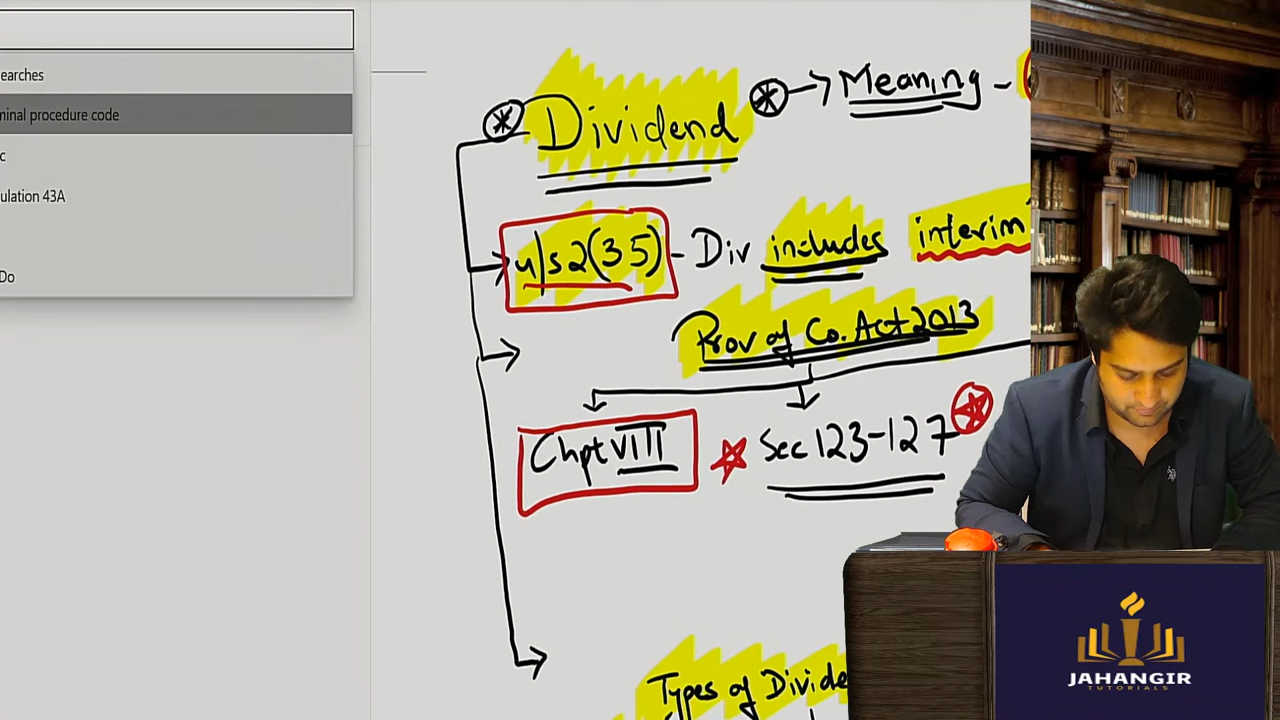 earches
minal procedure code
c
ulation 43A
Do
Dividend → Meaning -
u/s 2(35) - Div includes interim
Prov of Co. Act 2013
Chpt VIII Sec 123-127
Types of Divide
JAHANGIR
TUTORIALS